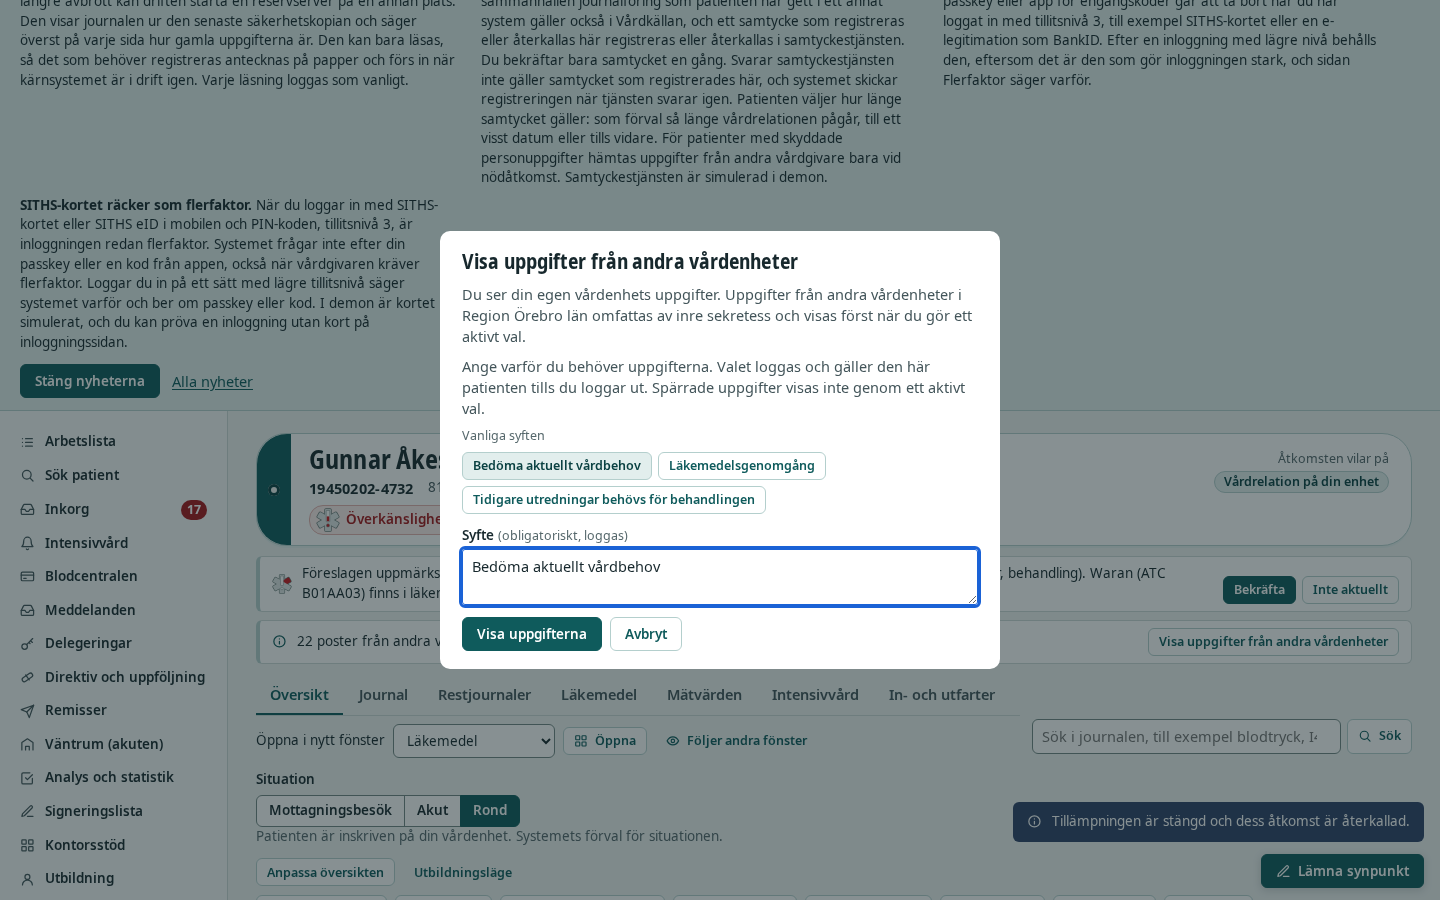 längre avbrott kan driften starta en reservserver på en annan plats.
Den visar journaler ur den senaste säkerhetskopian och säger
överst på varje sida hur gamla uppgifterna är. Den kan bara läsas,
så det som behöver registreras antecknas på papper och förs in när
kärnsystemet är i drift igen. Varje läsning loggas som vanligt.
sammanhållen journalföring som patienten har gett i ett annat
system gäller också i Vårdkällan, och ett samtycke som registreras
eller återkallas här registreras eller återkallas i samtyckestjänsten.
Du bekräftar bara samtycket en gång. Svarar samtyckestjänsten
inte gäller samtycket som registrerades här, och systemet skickar
registreringen när tjänsten svarar igen. Patienten väljer hur länge
samtycket gäller: som förval så länge vårdrelationen pågår, till ett
visst datum eller tills vidare. För patienter med skyddade
personuppgifter hämtas uppgifter från andra vårdgivare bara vid
nödåtkomst. Samtyckestjänsten är simulerad i demon.
passkey eller app för engångskoder går att ta bort när du har
loggat in med tillitsnivå 3, till exempel SITHS-kortet eller en e-
legitimation som BankID. Efter en inloggning med lägre nivå behålls
den, eftersom det är den som gör inloggningen stark, och sidan
Flerfaktor säger varför.
SITHS-kortet räcker som flerfaktor. När du loggar in med SITHS-
kortet eller SITHS eID i mobilen och PIN-koden, tillitsnivå 3, är
inloggningen redan flerfaktor. Systemet frågar inte efter din
passkey eller en kod från appen, också när vårdgivaren kräver
flerfaktor. Loggar du in på ett sätt med lägre tillitsnivå säger
systemet varför och ber om passkey eller kod. I demon är kortet
simulerat, och du kan pröva en inloggning utan kort på
inloggningssidan.
Stäng nyheterna
Alla nyheter
Visa uppgifter från andra vårdenheter
Du ser din egen vårdenhets uppgifter. Uppgifter från andra vårdenheter i
Region Örebro län omfattas av inre sekretess och visas först när du gör ett
aktivt val.
Ange varför du behöver uppgifterna. Valet loggas och gäller den här
patienten tills du loggar ut. Spärrade uppgifter visas inte genom ett aktivt
val.
Vanliga syften
Bedöma aktuellt vårdbehov
Läkemedelsgenomgång
Tidigare utredningar behövs för behandlingen
Syfte (obligatoriskt, loggas)
Bedöma aktuellt vårdbehov
Visa uppgifterna
Avbryt
Arbetslista
Sök patient
Inkorg 17
Intensivvård
Blodcentralen
Meddelanden
Delegeringar
Direktiv och uppföljning
Remisser
Väntrum (akuten)
Analys och statistik
Signeringslista
Kontorsstöd
Utbildning
Gunnar
19450202-4732
Åtkomsten vilar på
Vårdrelation på din enhet
Föreslagen
behandling). Waran (ATC
B01AA03) finns i
Bekräfta
Inte aktuellt
22 poster från andra
Visa uppgifter från andra vårdenheter
Översikt
Journal
Restjournaler
Läkemedel
Mätvärden
Intensivvård
In- och utfarter
Öppna i nytt fönster
Läkemedel
Öppna
Följer andra fönster
Sök i journalen, till exempel blodtryck,
Sök
Situation
Mottagningsbesök
Akut
Rond
Patienten är inskriven på din vårdenhet. Systemets förval för situationen.
Anpassa översikten
Utbildningsläge
Tillämpningen är stängd och dess åtkomst är återkallad.
Lämna synpunkt